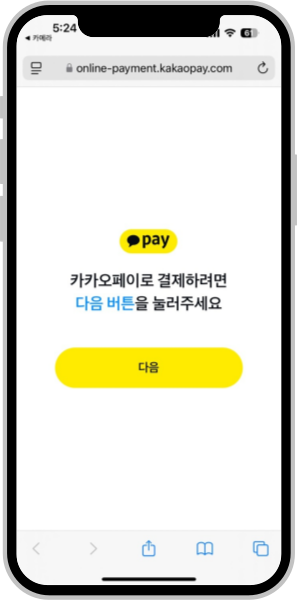 5:24
61
◀ 카메라
online-payment.kakaopay.com
pay
카카오페이로 결제하려면
다음 버튼을 눌러주세요
다음